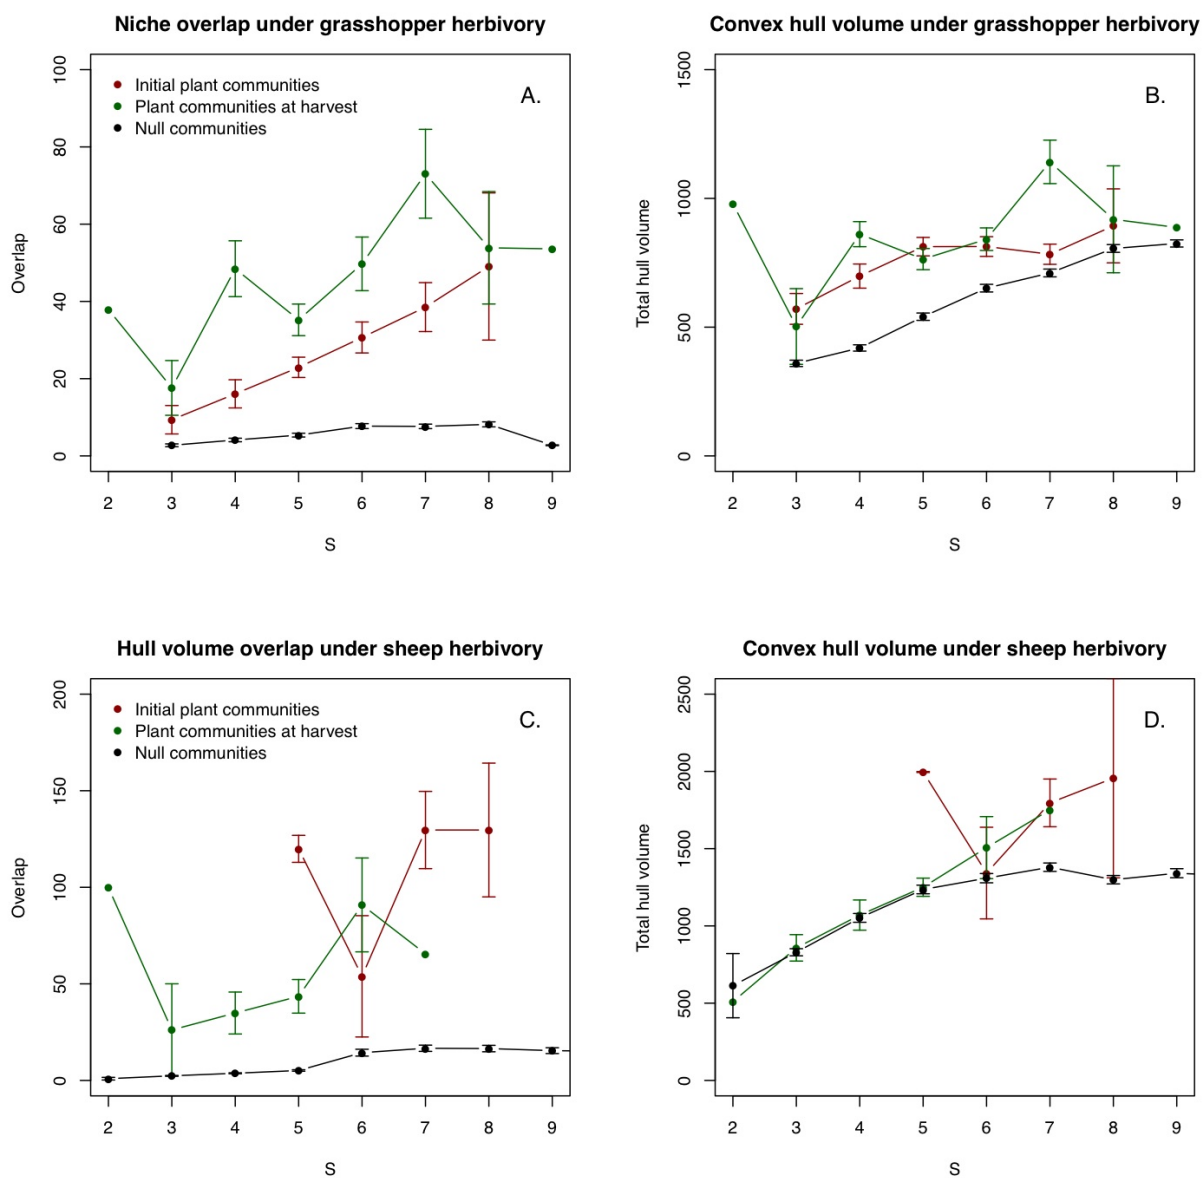 Niche overlap under grasshopper herbivory
100
80
60
40
20
0
Overlap
Initial plant communities
Plant communities at harvest
Null communities
A.
2 3 4 5 6 7 8 9
S
Convex hull volume under grasshopper herbivory
1500
1000
500
0
Total hull volume
B.
2 3 4 5 6 7 8 9
S
Hull volume overlap under sheep herbivory
200
150
100
50
0
Overlap
Initial plant communities
Plant communities at harvest
Null communities
C.
2 3 4 5 6 7 8 9
S
Convex hull volume under sheep herbivory
2500
2000
1500
1000
500
0
Total hull volume
D.
2 3 4 5 6 7 8 9
S